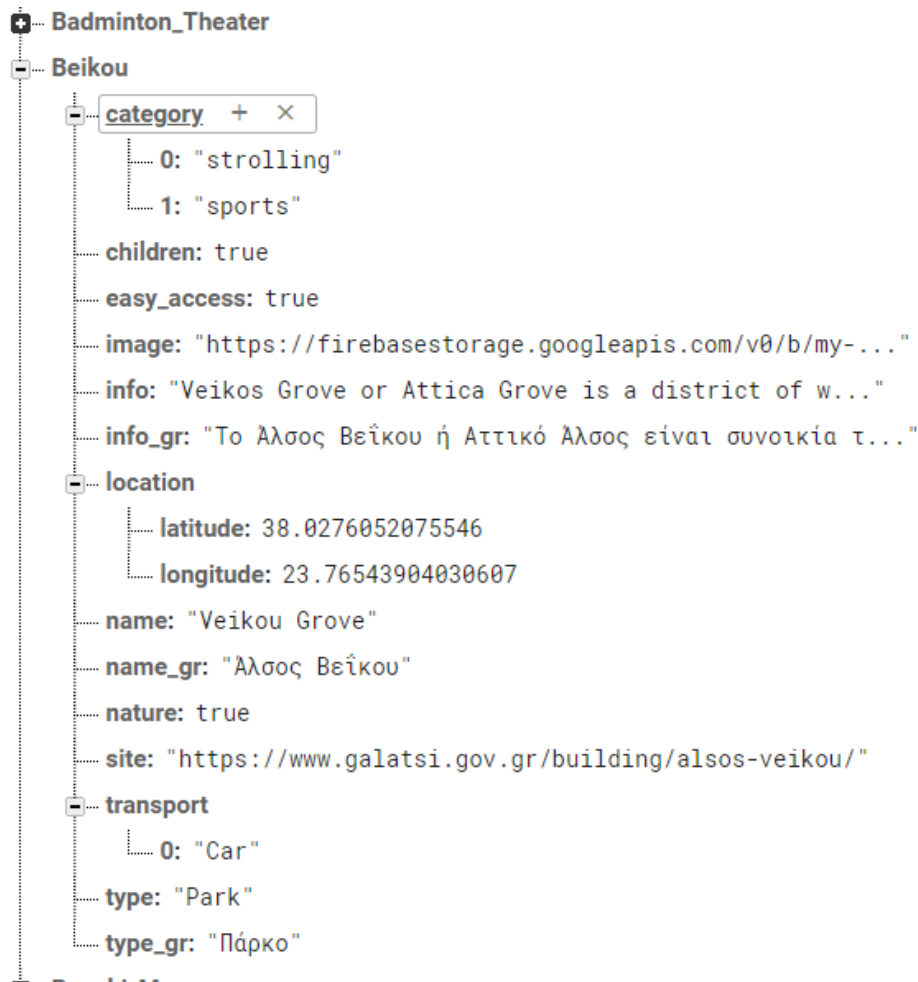 Badminton_Theater
Beikou
category + ×
0: "strolling"
1: "sports"
children: true
easy_access: true
image: "https://firebasestorage.googleapis.com/v0/b/my-..."
info: "Veikos Grove or Attica Grove is a district of w..."
info_gr: "Το Άλσος Βεΐκου ή Αττικό Άλσος είναι συνοικία τ..."
location
latitude: 38.0276052075546
longitude: 23.76543904030607
name: "Veikou Grove"
name_gr: "Άλσος Βεΐκου"
nature: true
site: "https://www.galatsi.gov.gr/building/alsos-veikou/"
transport
0: "Car"
type: "Park"
type_gr: "Πάρκο"